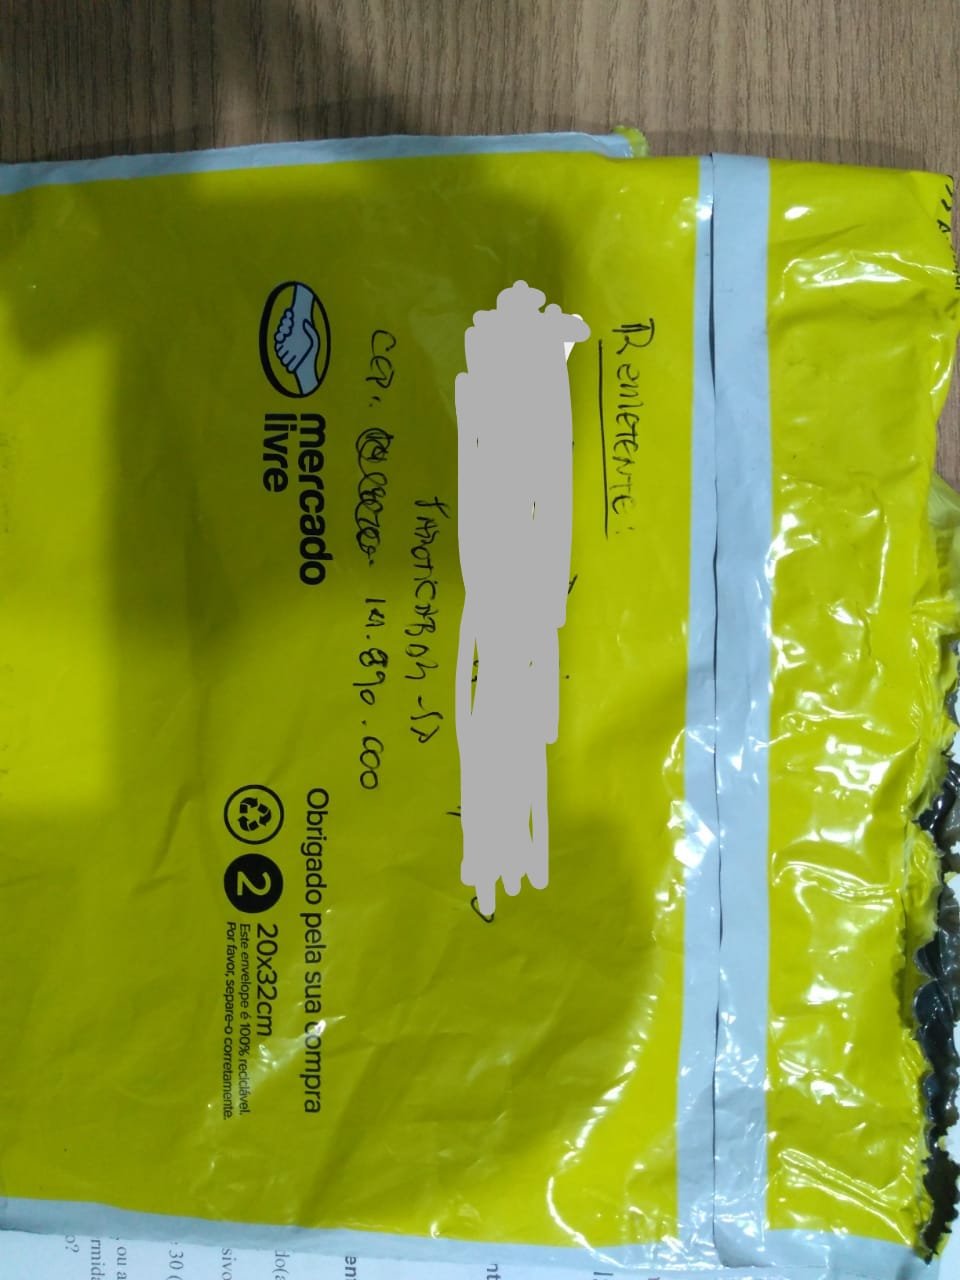 Remetente:
Jaboticabal - SP
CEP: 14.890.000
mercado
livre
Obrigado pela sua compra
2
20x32cm
Este envelope é 100% reciclável.
Por favor, separe-o corretamente.